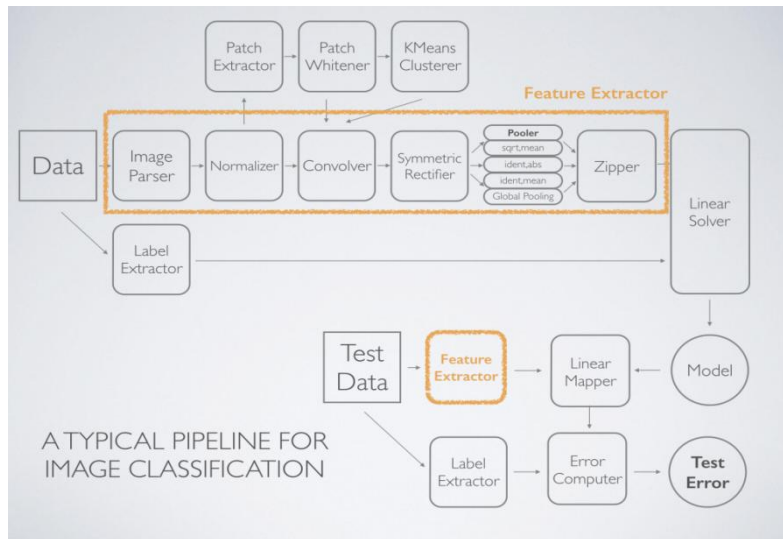 Patch
Extractor
Patch
Whitener
KMeans
Clusterer
Feature Extractor
Data
Image
Parser
Normalizer
Convolver
Symmetric
Rectifier
Pooler
sqrt,mean
ident,abs
ident,mean
Global Pooling
Zipper
Linear
Solver
Label
Extractor
Test
Data
Feature
Extractor
Linear
Mapper
Model
A TYPICAL PIPELINE FOR
IMAGE CLASSIFICATION
Label
Extractor
Error
Computer
Test
Error